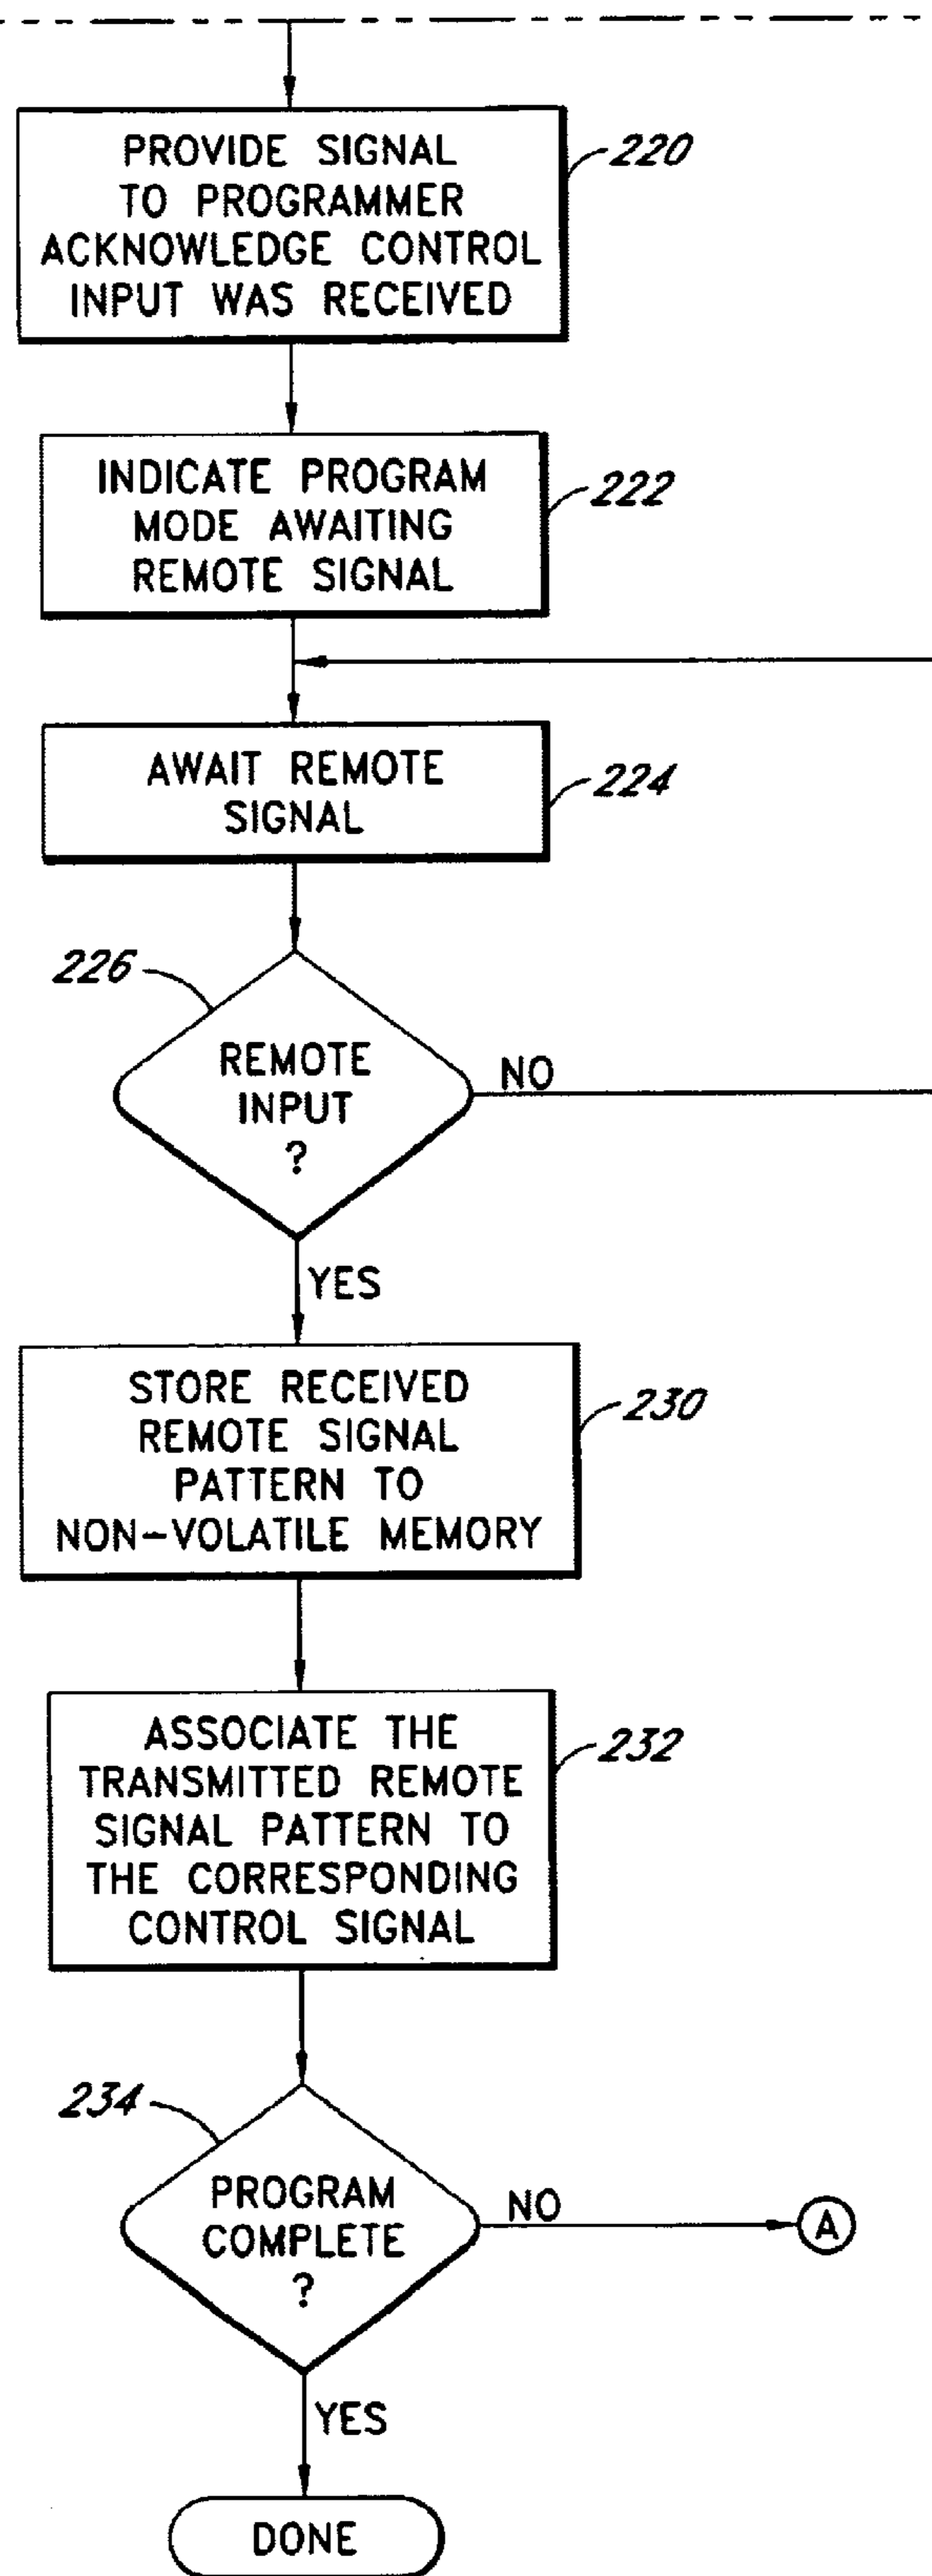 PROVIDE SIGNAL
TO PROGRAMMER
ACKNOWLEDGE CONTROL
INPUT WAS RECEIVED
220
INDICATE PROGRAM
MODE AWAITING
REMOTE SIGNAL
222
AWAIT REMOTE
SIGNAL
224
226
REMOTE
INPUT
?
NO
YES
STORE RECEIVED
REMOTE SIGNAL
PATTERN TO
NON-VOLATILE MEMORY
230
ASSOCIATE THE
TRANSMITTED REMOTE
SIGNAL PATTERN TO
THE CORRESPONDING
CONTROL SIGNAL
232
234
PROGRAM
COMPLETE
?
NO
A
YES
DONE